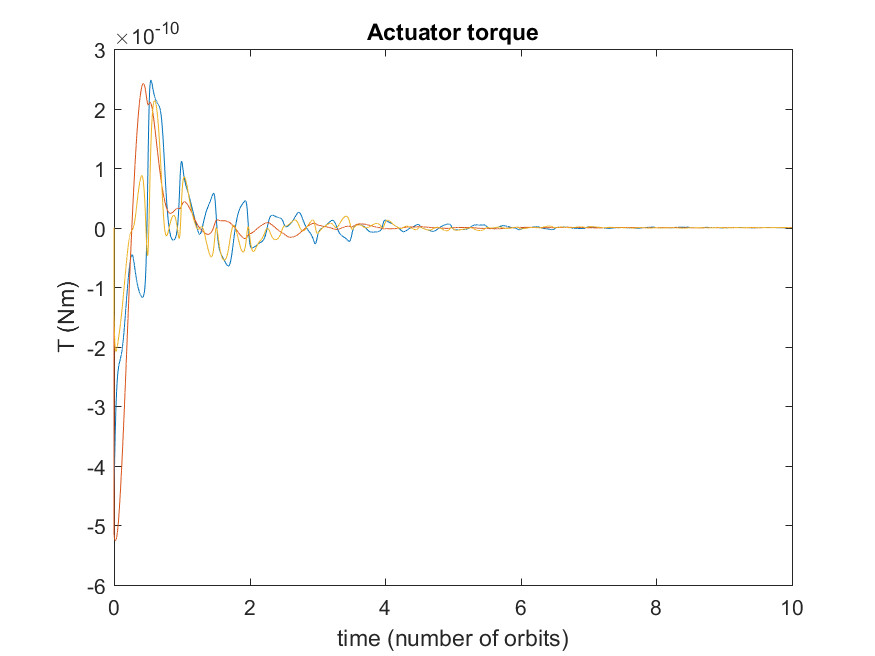 Actuator torque
×10-10
3
2
1
0
-1
-2
-3
-4
-5
-6
T (Nm)
0 2 4 6 8 10
time (number of orbits)